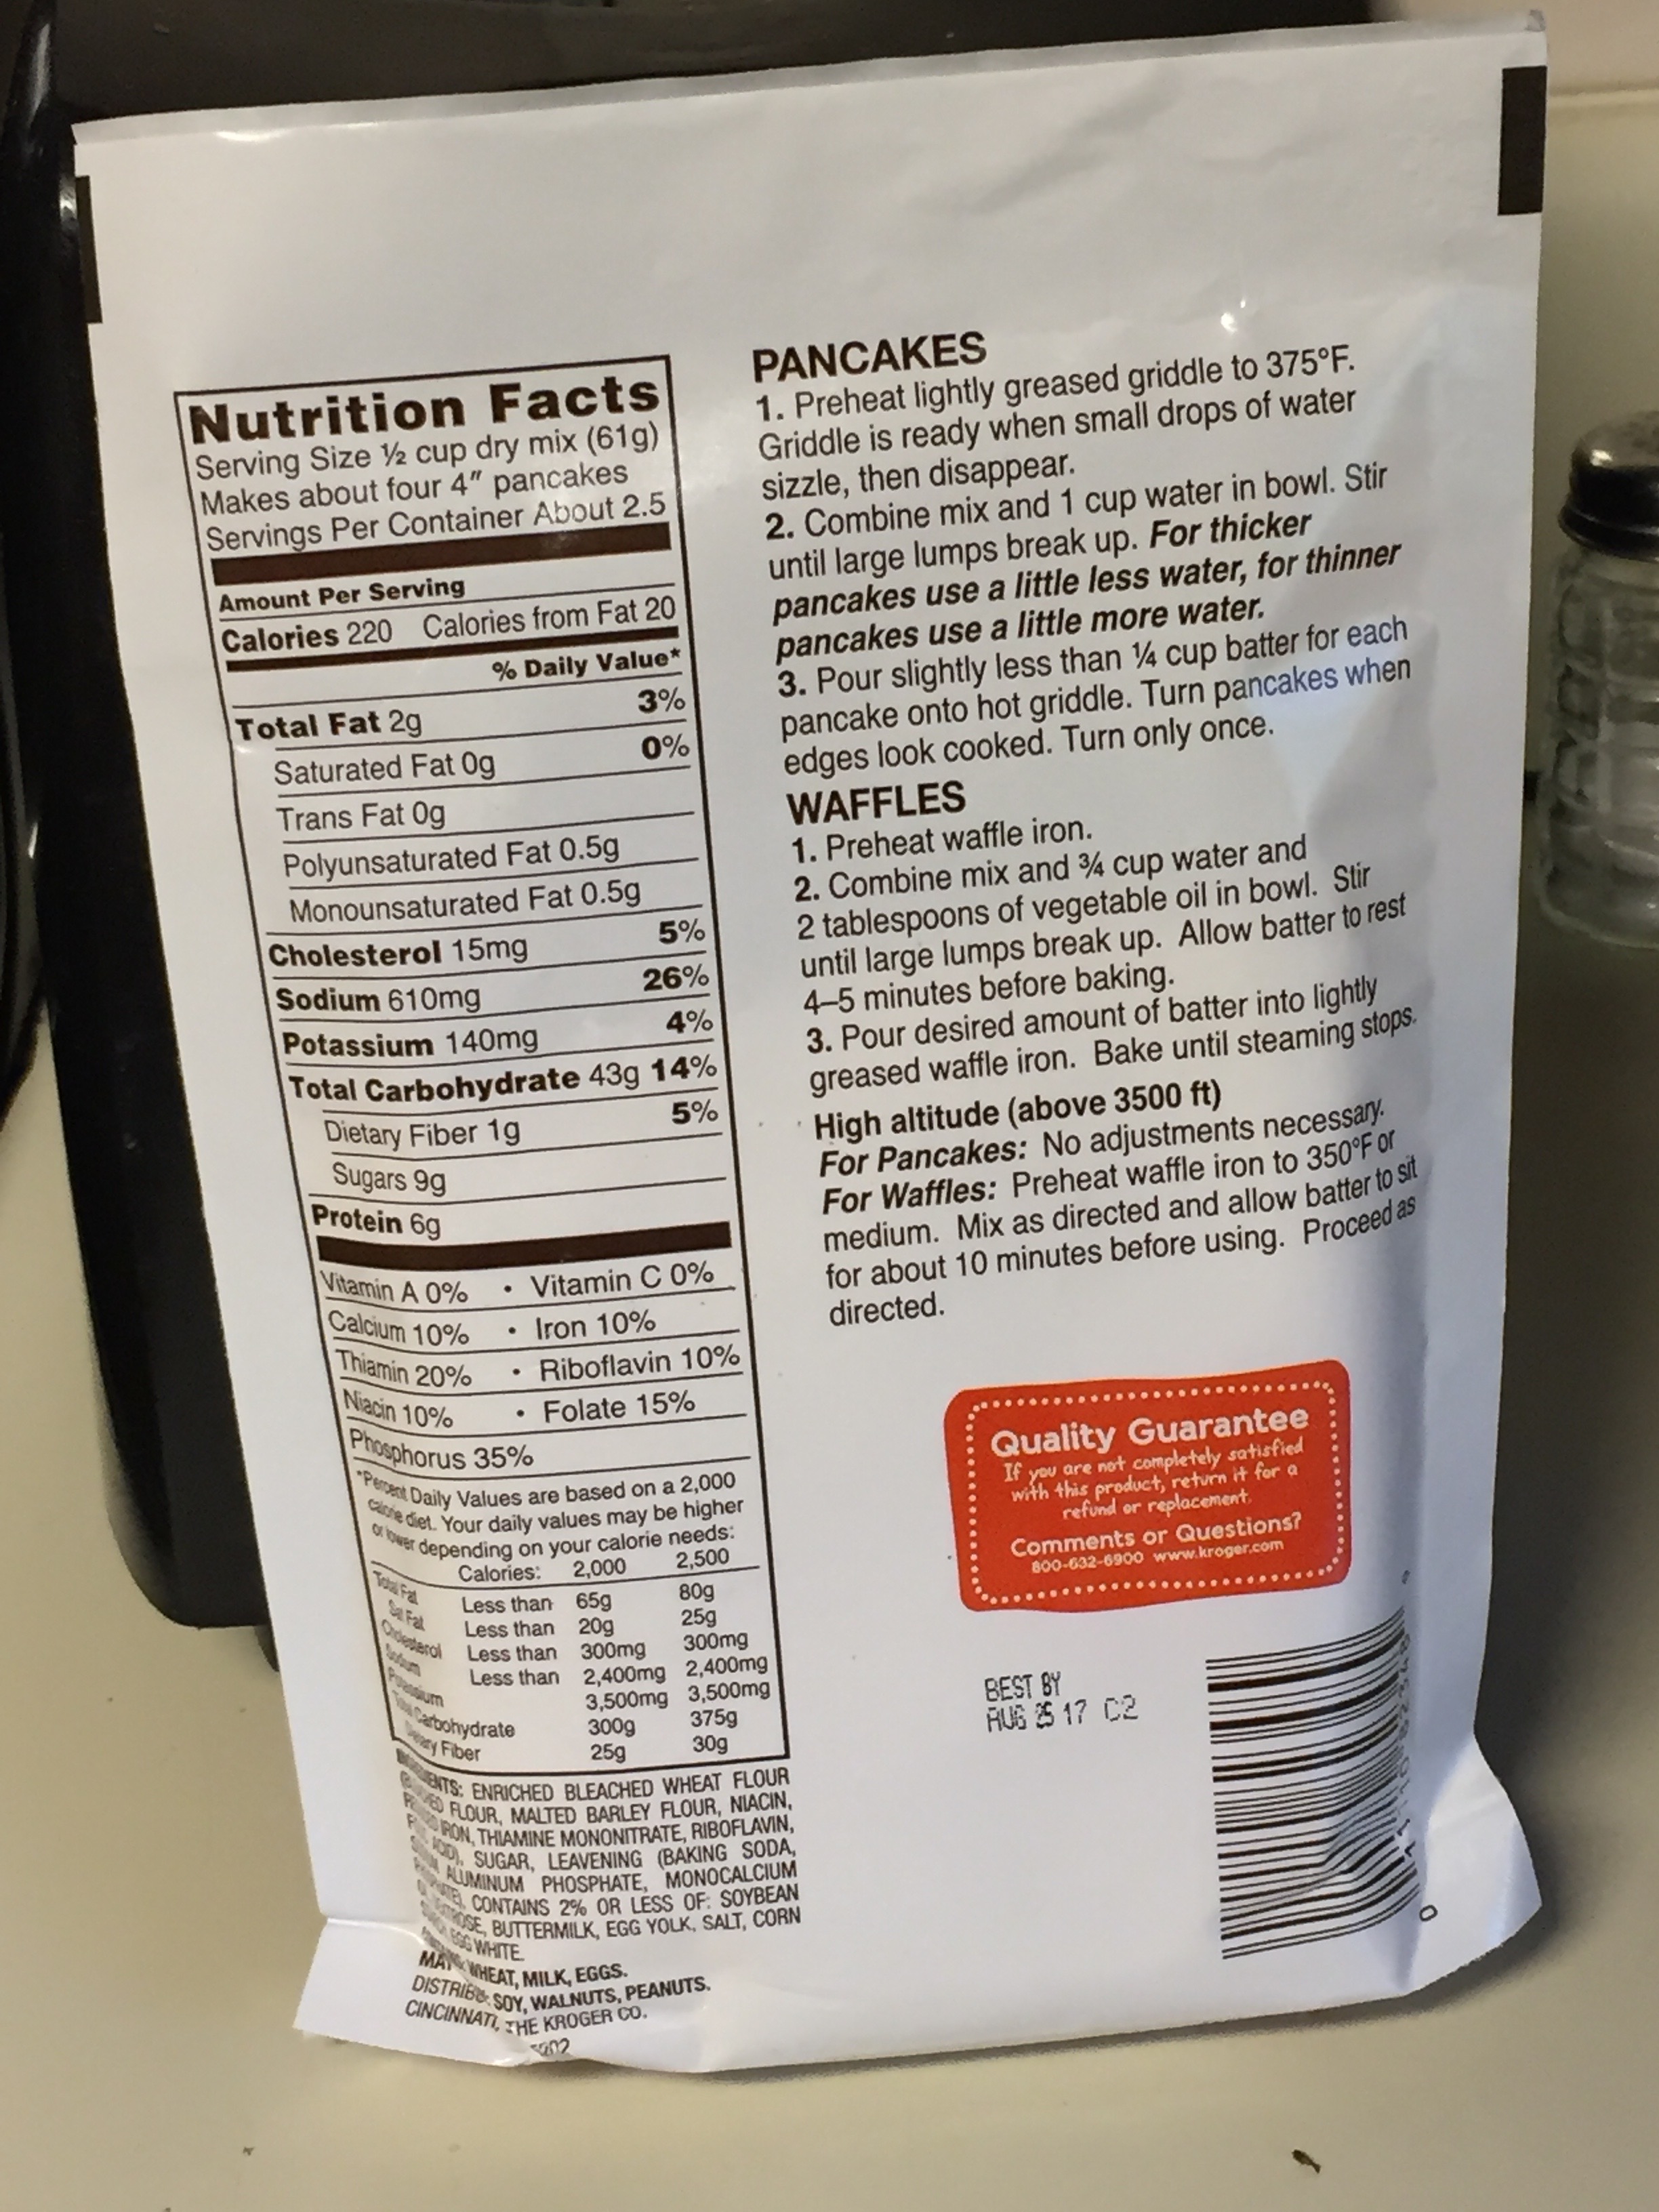 Nutrition Facts
Serving Size ½ cup dry mix (61g)
Makes about four 4" pancakes
Servings Per Container About 2.5
Amount Per Serving
Calories 220 Calories from Fat 20
% Daily Value*
Total Fat 2g 3%
Saturated Fat 0g 0%
Trans Fat 0g
Polyunsaturated Fat 0.5g
Monounsaturated Fat 0.5g
Cholesterol 15mg 5%
Sodium 610mg 26%
Potassium 140mg 4%
Total Carbohydrate 43g 14%
Dietary Fiber 1g 5%
Sugars 9g
Protein 6g
Vitamin A 0% • Vitamin C 0%
Calcium 10% • Iron 10%
Thiamin 20% • Riboflavin 10%
Niacin 10% • Folate 15%
Phosphorus 35%
*Percent Daily Values are based on a 2,000
calorie diet. Your daily values may be higher
or lower depending on your calorie needs:
Calories: 2,000 2,500
Total Fat Less than 65g 80g
Sat Fat Less than 20g 25g
Cholesterol Less than 300mg 300mg
Sodium Less than 2,400mg 2,400mg
Potassium 3,500mg 3,500mg
Total Carbohydrate 300g 375g
Dietary Fiber 25g 30g
ENRICHED BLEACHED WHEAT FLOUR
FLOUR, MALTED BARLEY FLOUR, NIACIN,
IRON, THIAMINE MONONITRATE, RIBOFLAVIN,
ACID), SUGAR, LEAVENING (BAKING SODA,
ALUMINUM PHOSPHATE, MONOCALCIUM
CONTAINS 2% OR LESS OF: SOYBEAN
BUTTERMILK, EGG YOLK, SALT, CORN
EGG WHITE.
WHEAT, MILK, EGGS.
MAY SOY, WALNUTS, PEANUTS.
THE KROGER CO.
CINCINNATI,
PANCAKES
1. Preheat lightly greased griddle to 375°F.
Griddle is ready when small drops of water
sizzle, then disappear.
2. Combine mix and 1 cup water in bowl. Stir
until large lumps break up. For thicker
pancakes use a little less water, for thinner
pancakes use a little more water.
3. Pour slightly less than ¼ cup batter for each
pancake onto hot griddle. Turn pancakes when
edges look cooked. Turn only once.
WAFFLES
1. Preheat waffle iron.
2. Combine mix and ¾ cup water and
2 tablespoons of vegetable oil in bowl. Stir
until large lumps break up. Allow batter to rest
4–5 minutes before baking.
3. Pour desired amount of batter into lightly
greased waffle iron. Bake until steaming stops.
High altitude (above 3500 ft)
For Pancakes: No adjustments necessary.
For Waffles: Preheat waffle iron to 350°F or
medium. Mix as directed and allow batter to sit
for about 10 minutes before using. Proceed as
directed.
Quality Guarantee
If you are not completely satisfied
with this product, return it for a
refund or replacement.
Comments or Questions?
800-632-6900 www.kroger.com
BEST BY
AUG 25 17 C2